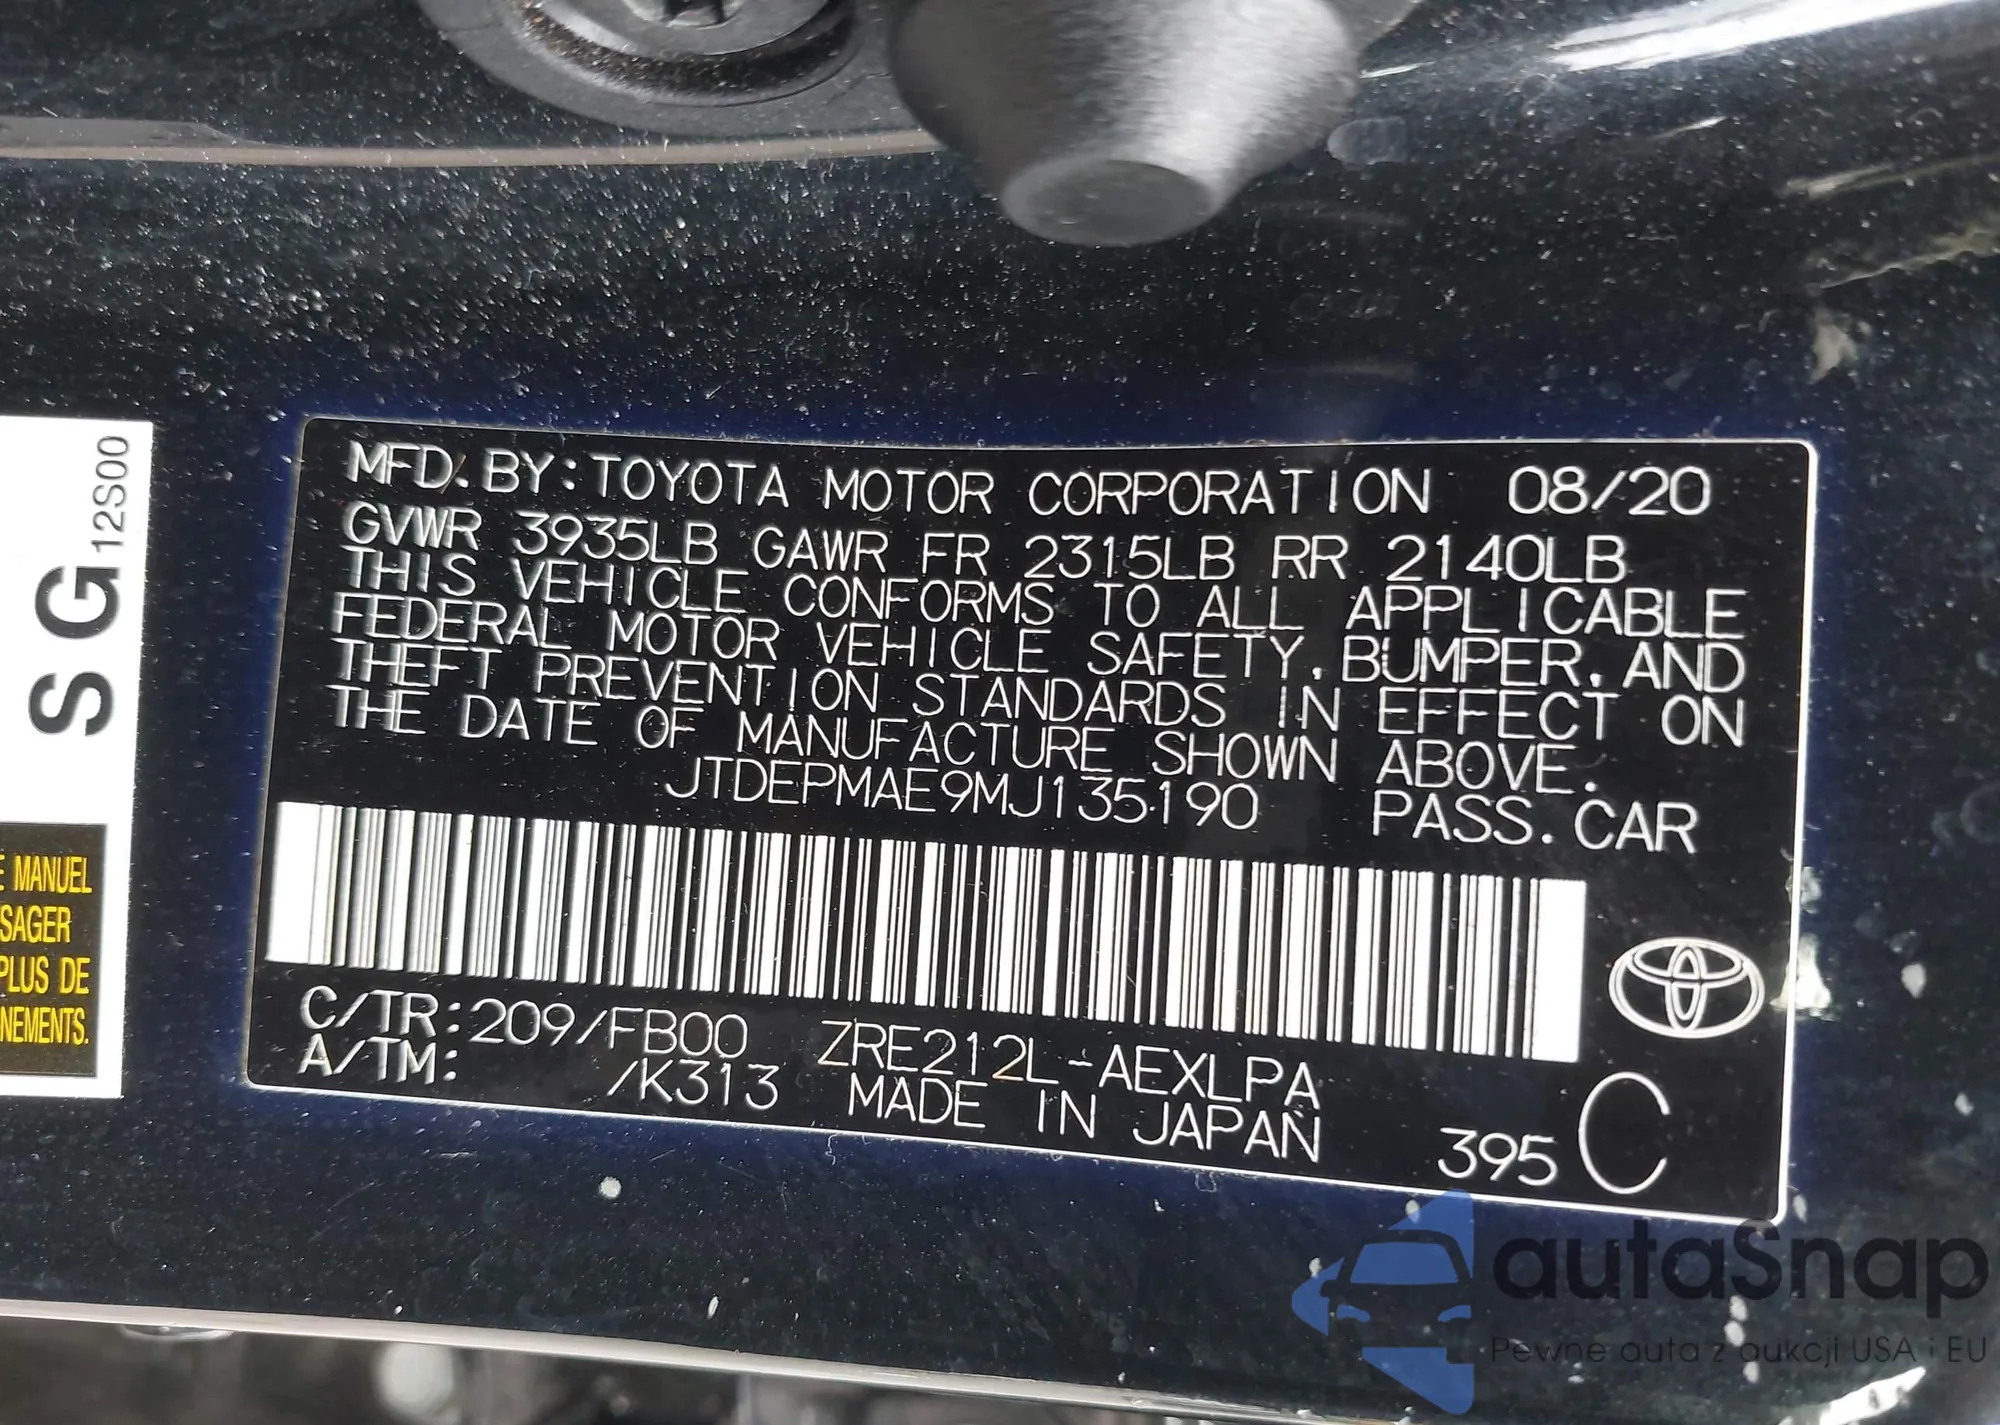 MFD. BY: TOYOTA MOTOR CORPORATION 08/20
GVWR 3935LB GAWR FR 2315LB RR 2140LB
THIS VEHICLE CONFORMS TO ALL APPLICABLE
FEDERAL MOTOR VEHICLE SAFETY, BUMPER, AND
THEFT PREVENTION STANDARDS IN EFFECT ON
THE DATE OF MANUFACTURE SHOWN ABOVE.
JTDEPMAE9MJ135190 PASS. CAR
C/TR: 209/FB00 ZRE212L-AEXLPA
A/TM: /K313 MADE IN JAPAN
395 C
S G 12S00
E MANUEL
SAGER
PLUS DE
NEMENTS.
autaSnap
Pewne auta z aukcji USA i EU